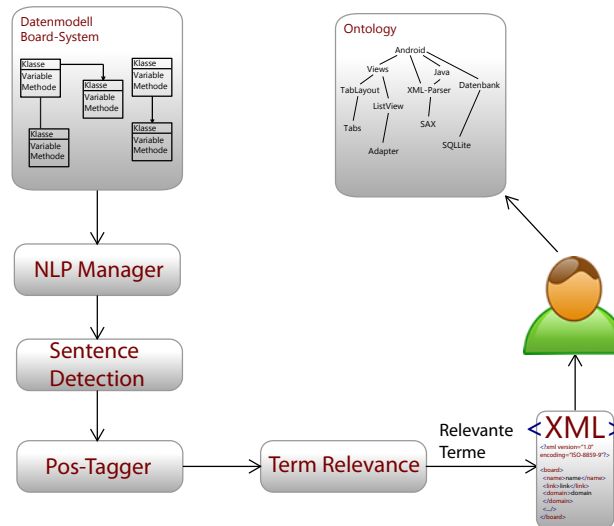 Datenmodell
Board-System
Klasse
Variable
Methode
Klasse
Variable
Methode
Klasse
Variable
Methode
Klasse
Variable
Methode
Klasse
Variable
Methode
NLP Manager
Sentence
Detection
Pos-Tagger
Term Relevance
Relevante
Terme
<XML>
<?xml version="1.0"
encoding="ISO-8859-9"?>
<board>
<name>name</name>
<link>link</link>
<domain>domain
</domain>
<.../>
</board>
Ontology
Android
Views
Java
TabLayout
XML-Parser
Datenbank
ListView
Tabs
SAX
Adapter
SQLLite